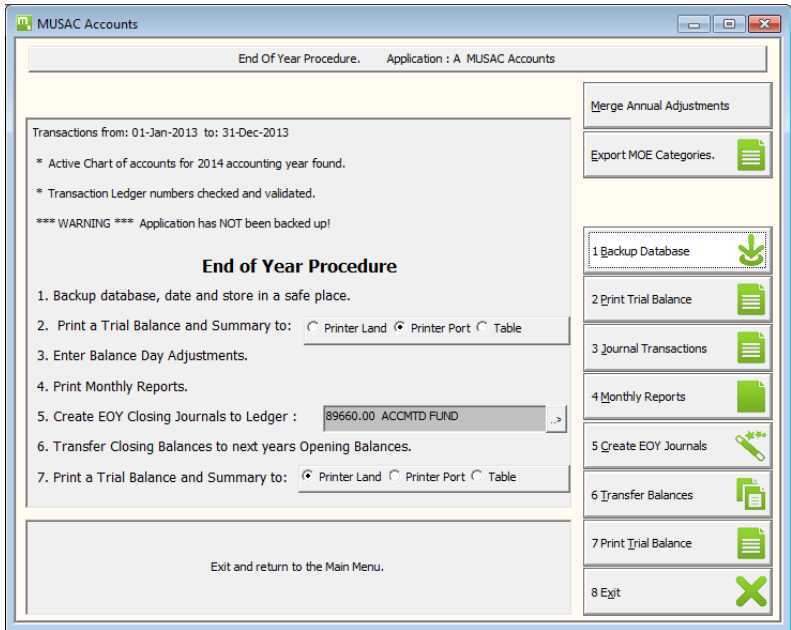 MUSAC Accounts
End Of Year Procedure. Application : A MUSAC Accounts
Merge Annual Adjustments
Export MOE Categories.
Transactions from: 01-Jan-2013 to: 31-Dec-2013
* Active Chart of accounts for 2014 accounting year found.
* Transaction Ledger numbers checked and validated.
*** WARNING *** Application has NOT been backed up!
End of Year Procedure
1. Backup database, date and store in a safe place.
2. Print a Trial Balance and Summary to: Printer Land Printer Port Table
3. Enter Balance Day Adjustments.
4. Print Monthly Reports.
5. Create EOY Closing Journals to Ledger : 89660.00 ACCMTD FUND ..>
6. Transfer Closing Balances to next years Opening Balances.
7. Print a Trial Balance and Summary to: Printer Land Printer Port Table
1 Backup Database
2 Print Trial Balance
3 Journal Transactions
4 Monthly Reports
5 Create EOY Journals
6 Transfer Balances
7 Print Trial Balance
8 Exit
Exit and return to the Main Menu.